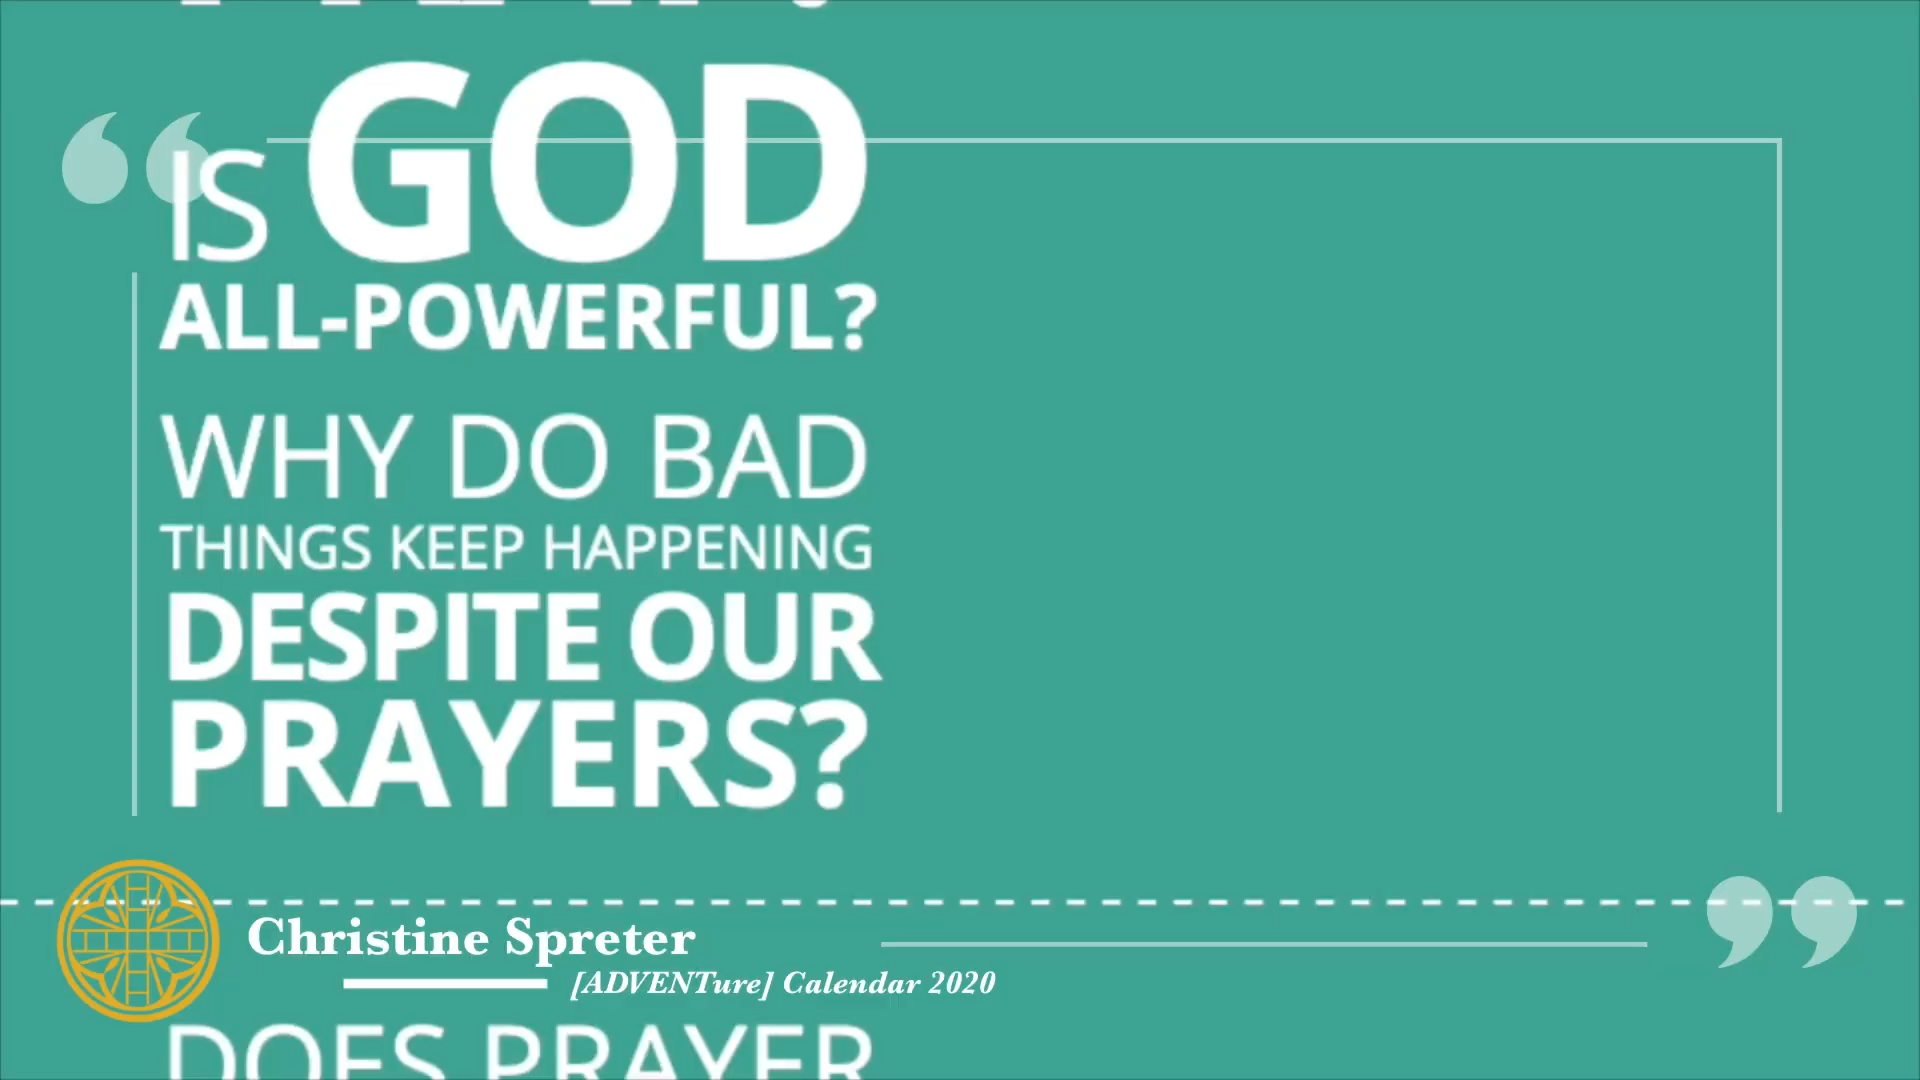 IS GOD
ALL-POWERFUL?
WHY DO BAD
THINGS KEEP HAPPENING
DESPITE OUR
PRAYERS?
Christine Spreter
[ADVENTure] Calendar 2020
DOES PRAYER